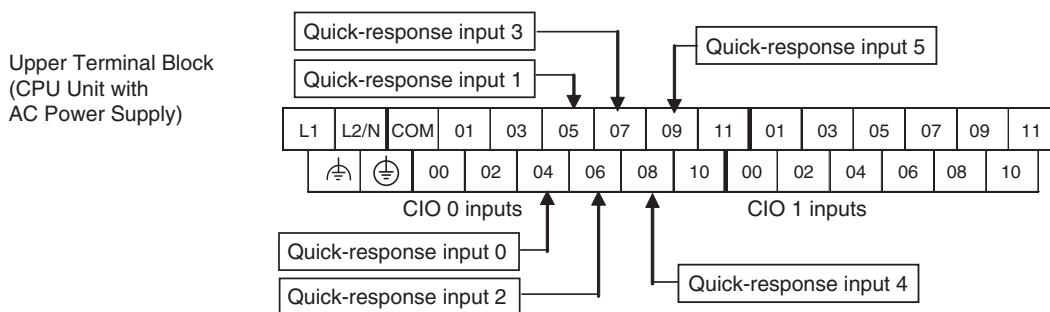 Upper Terminal Block
(CPU Unit with
AC Power Supply)
Quick-response input 3
Quick-response input 5
Quick-response input 1
L1 L2/N COM 01 03 05 07 09 11 01 03 05 07 09 11
00 02 04 06 08 10 00 02 04 06 08 10
CIO 0 inputs
CIO 1 inputs
Quick-response input 0
Quick-response input 2
Quick-response input 4